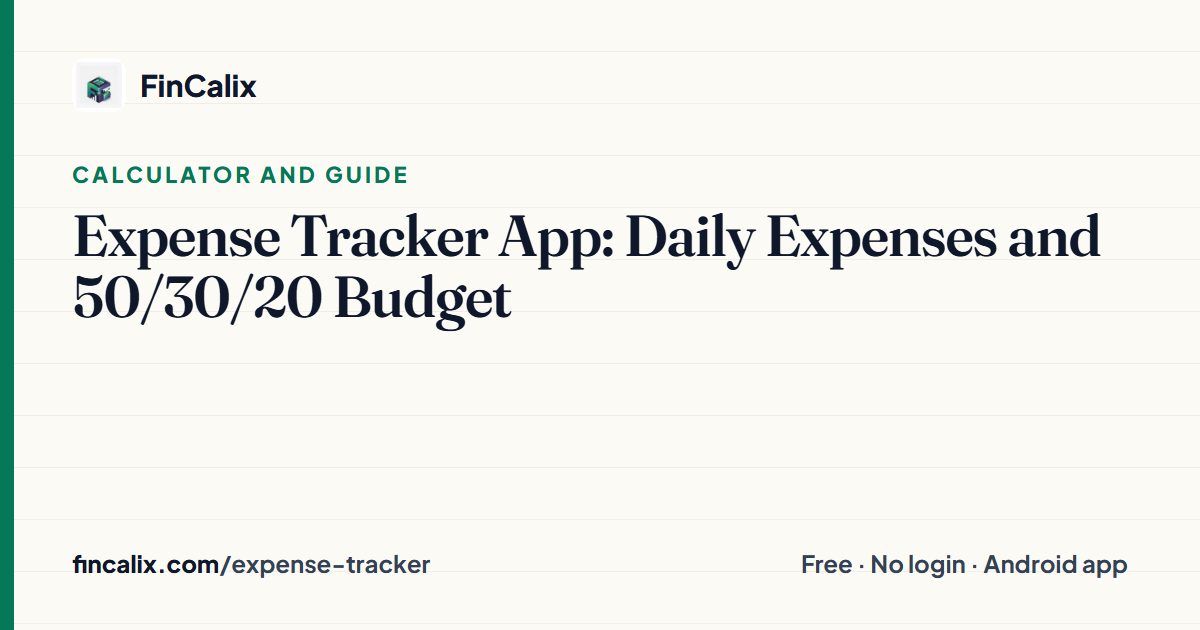 FinCalix
CALCULATOR AND GUIDE
Expense Tracker App: Daily Expenses and
50/30/20 Budget
fincalix.com/expense-tracker
Free · No login · Android app